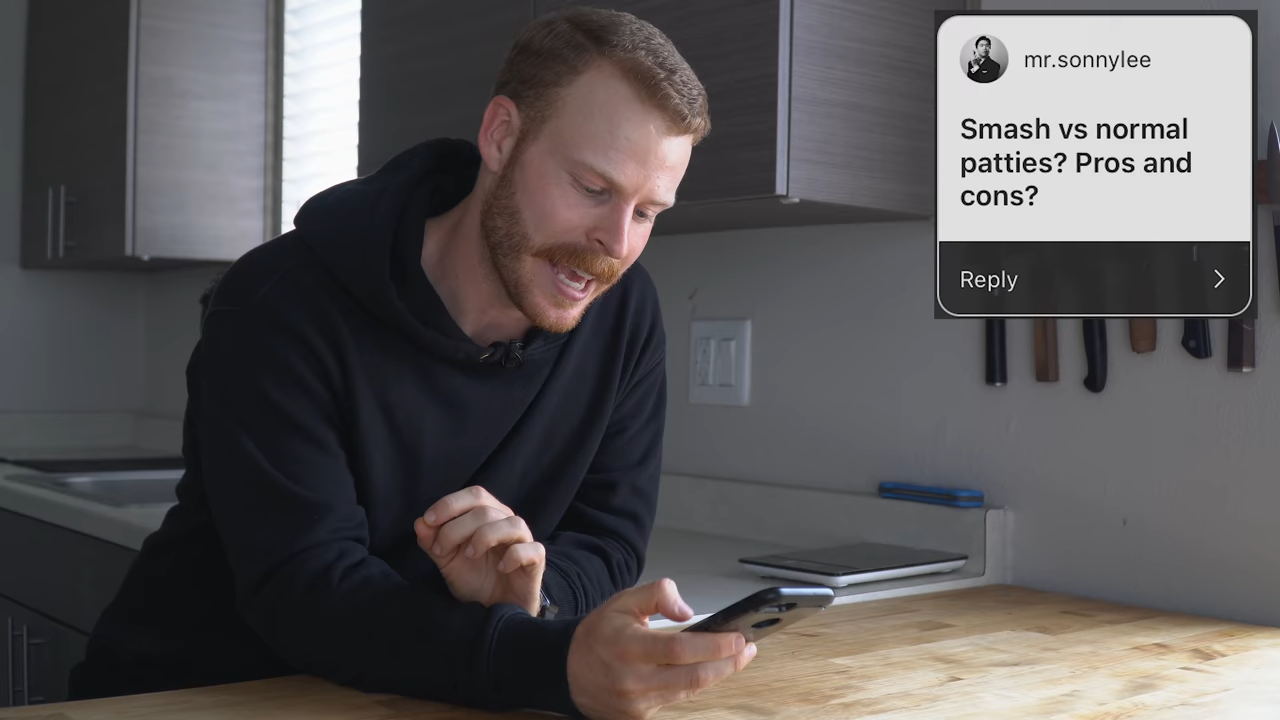 mr.sonnylee
Smash vs normal
patties? Pros and
cons?
Reply